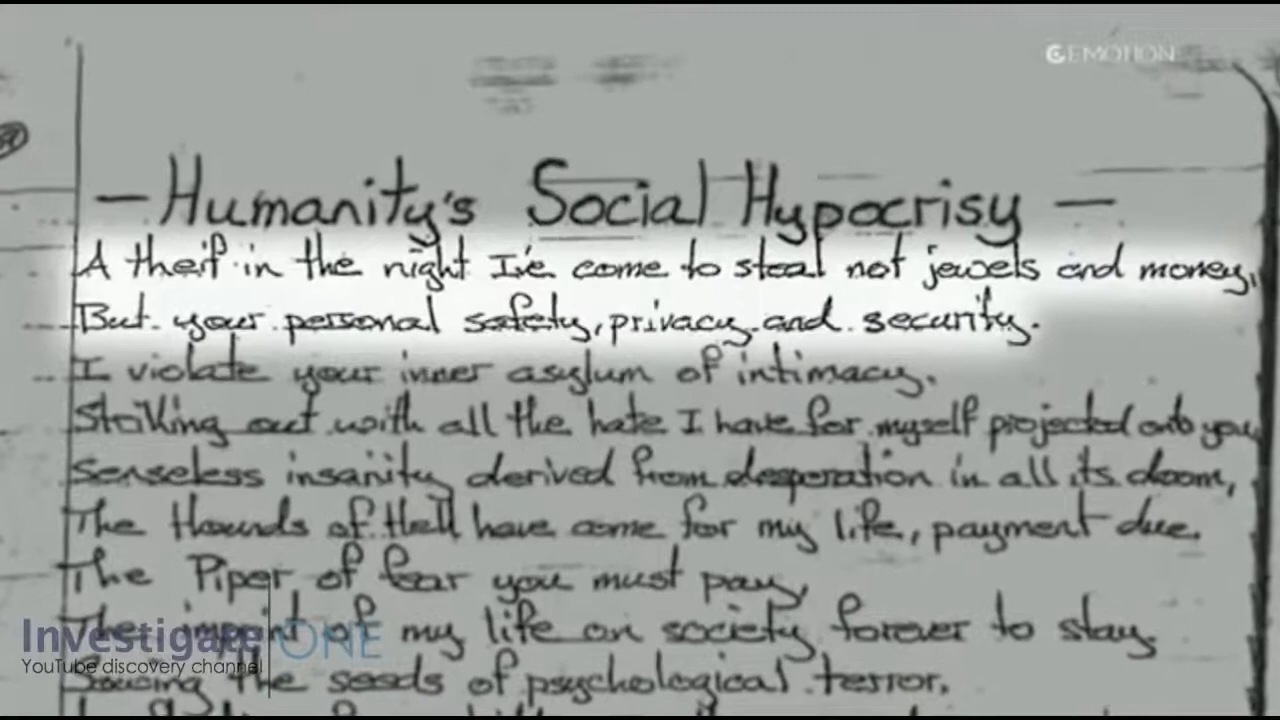 GEMOTION
— Humanity's Social Hypocrisy —
A theif in the night I've come to steal not jewels and money,
But your personal safety, privacy and security.
I violate your inner asylum of intimacy.
Striking out with all the hate I have for myself projected onto you,
Senseless insanity derived from desperation in all its doom,
The Hounds of Hell have come for my life, payment due.
The Piper of fear you must pay,
The imprint of my life on society forever to stay
Sowing the seeds of psychological terror.
Investigate ONE
YouTube discovery channel